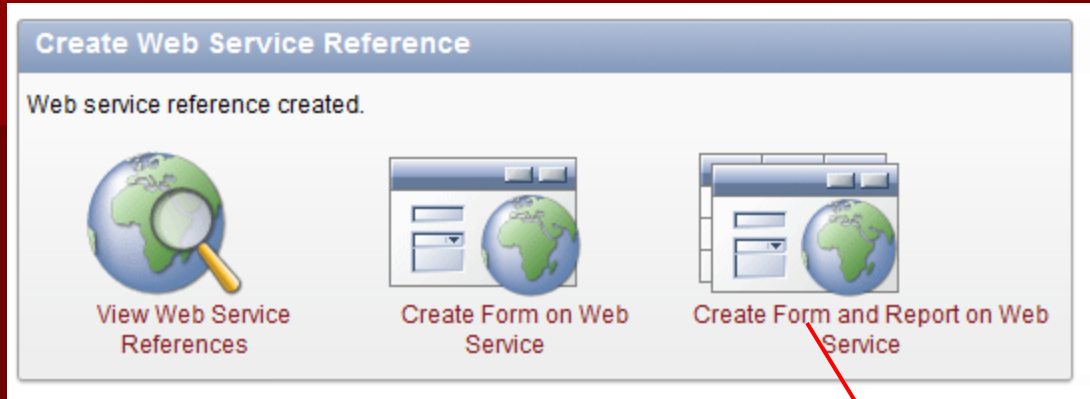 Create Web Service Reference
Web service reference created.
View Web Service
References
Create Form on Web
Service
Create Form and Report on Web
Service